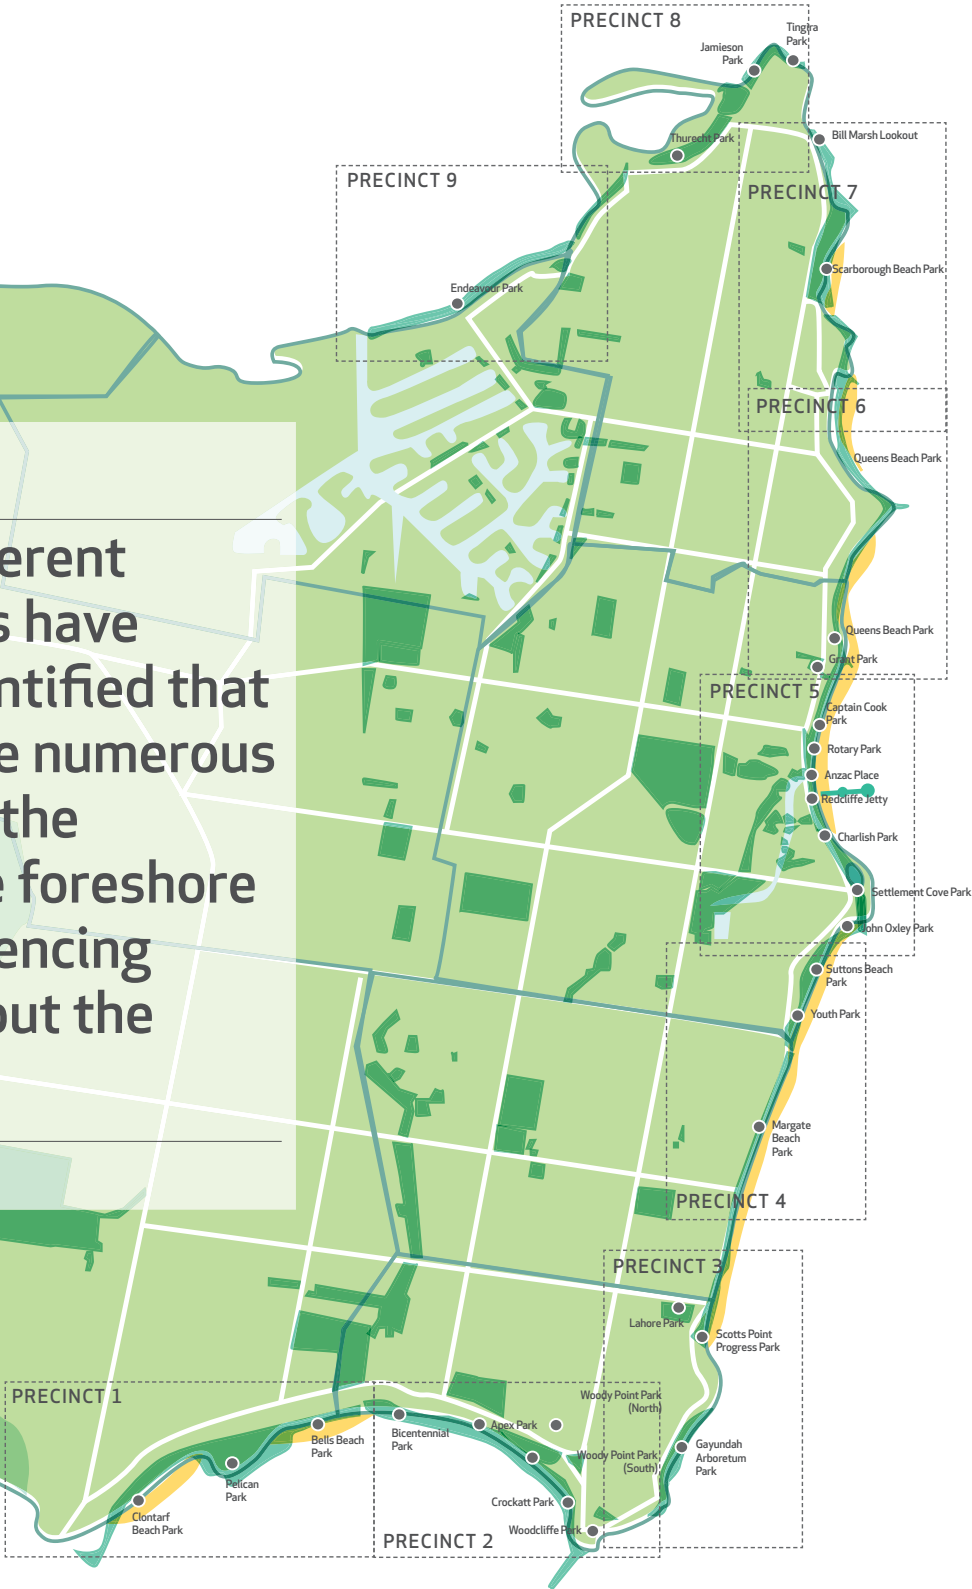 PRECINCT 8
Tingira
Park
Jamieson
Park
Thurecht Park
Bill Marsh Lookout
PRECINCT 9
PRECINCT 7
Scarborough Beach Park
Endeavour Park
PRECINCT 6
Queens Beach Park
erent
s have
ntified that
e numerous
the
e foreshore
encing
out the
Queens Beach Park
Grant Park
PRECINCT 5
Captain Cook
Park
Rotary Park
Anzac Place
Redcliffe Jetty
Charlish Park
Settlement Cove Park
John Oxley Park
Suttons Beach
Park
Youth Park
Margate
Beach
Park
PRECINCT 4
PRECINCT 3
Lahore Park
Scotts Point
Progress Park
PRECINCT 1
Woody Point Park
(North)
Apex Park
Bicentennial
Park
Bells Beach
Park
Woody Point Park
(South)
Gayundah
Arboretum
Park
Pelican
Park
Crockatt Park
Clontarf
Beach Park
Woodcliffe Park
PRECINCT 2